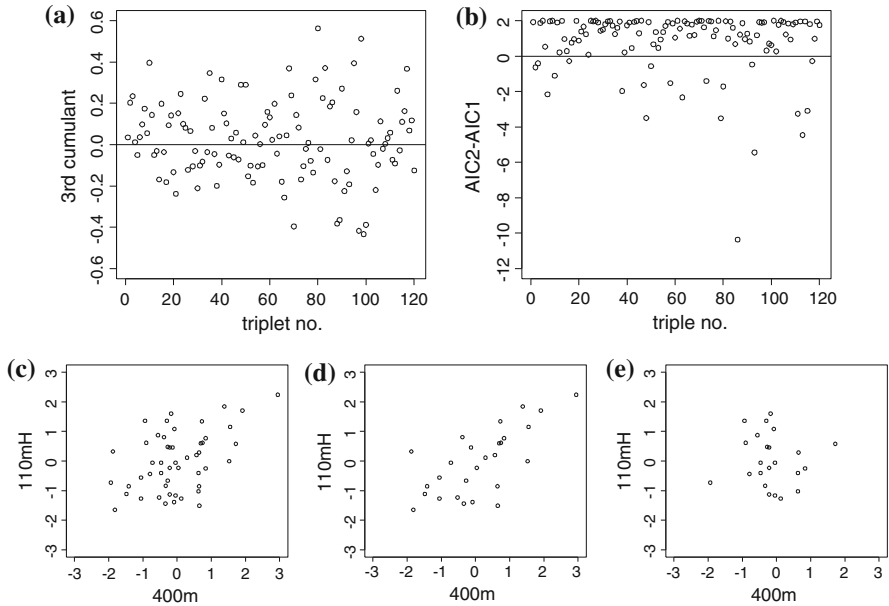 (a)
3rd cumulant
0.6
0.4
0.2
0.0
-0.2
-0.4
-0.6
0 20 40 60 80 100 120
triplet no.
(b)
AIC2-AIC1
2
0
-2
-4
-6
-8
-10
-12
0 20 40 60 80 100 120
triple no.
(c)
110mH
3
2
1
0
-1
-2
-3
-3 -2 -1 0 1 2 3
400m
(d)
110mH
3
2
1
0
-1
-2
-3
-3 -2 -1 0 1 2 3
400m
(e)
110mH
3
2
1
0
-1
-2
-3
-3 -2 -1 0 1 2 3
400m